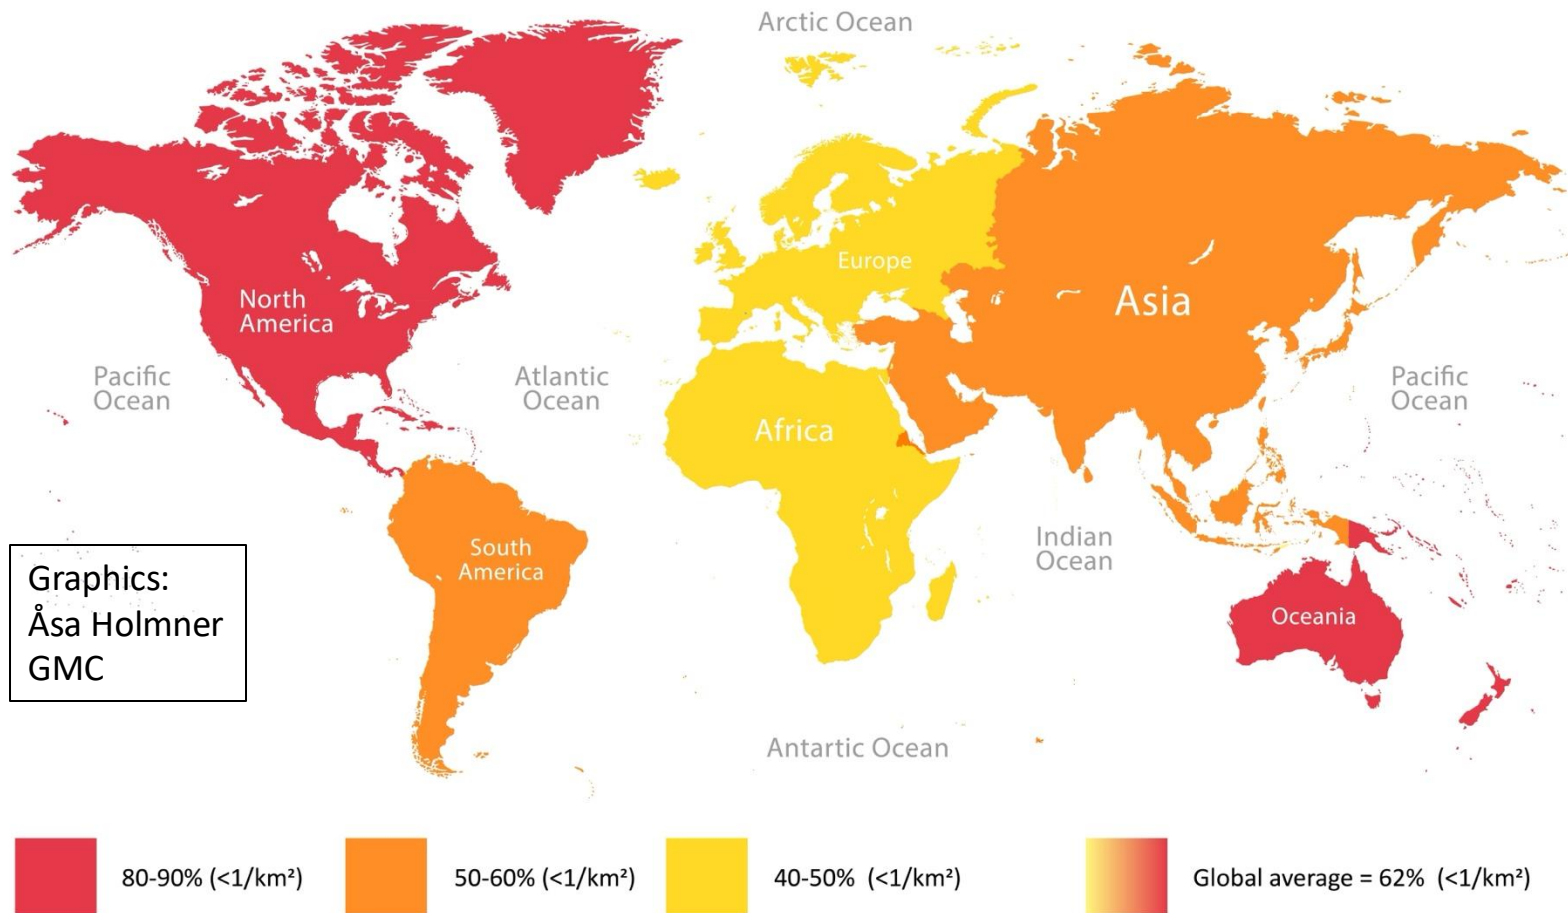 Arctic Ocean
North
America
Europe
Asia
Pacific
Ocean
Atlantic
Ocean
Pacific
Ocean
Africa
South
America
Indian
Ocean
Graphics:
Åsa Holmner
GMC
Oceania
Antartic Ocean
80-90% (<1/km²)
50-60% (<1/km²)
40-50% (<1/km²)
Global average = 62% (<1/km²)